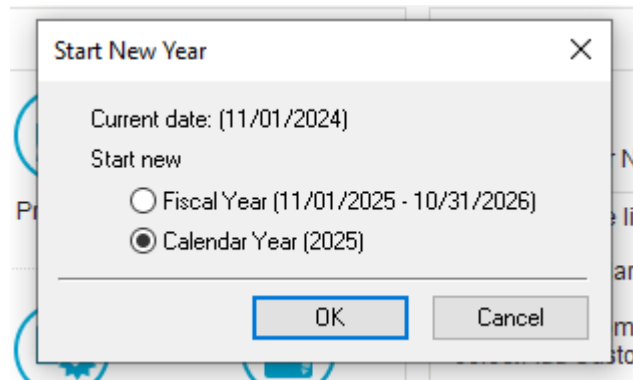 Start New Year
Current date: (11/01/2024)
Start new
Fiscal Year (11/01/2025 - 10/31/2026)
Calendar Year (2025)
OK
Cancel